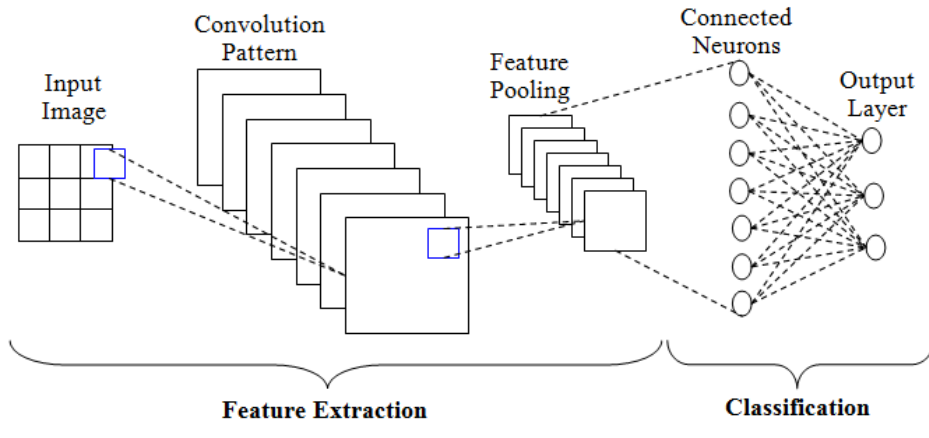 Input
Image
Convolution
Pattern
Feature
Pooling
Connected
Neurons
Output
Layer
Feature Extraction
Classification